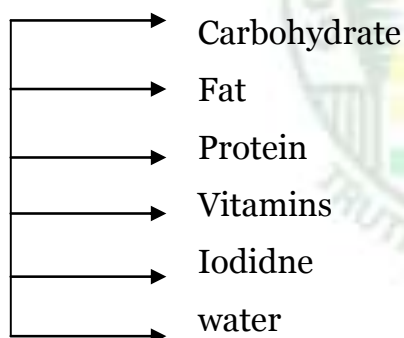 Carbohydrate
Fat
Protein
Vitamins
Iodidne
water